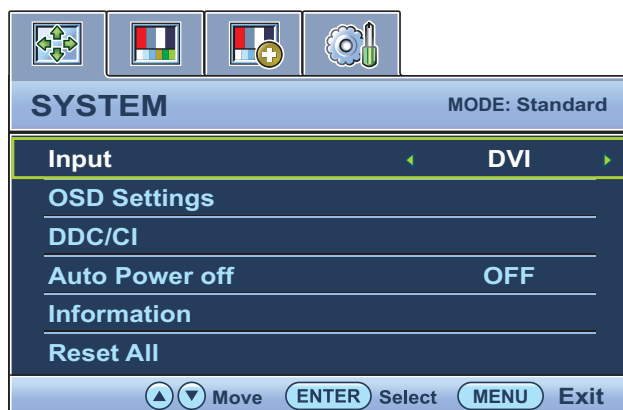 SYSTEM MODE: Standard
Input DVI
OSD Settings
DDC/CI
Auto Power off OFF
Information
Reset All
Move ENTER Select MENU Exit